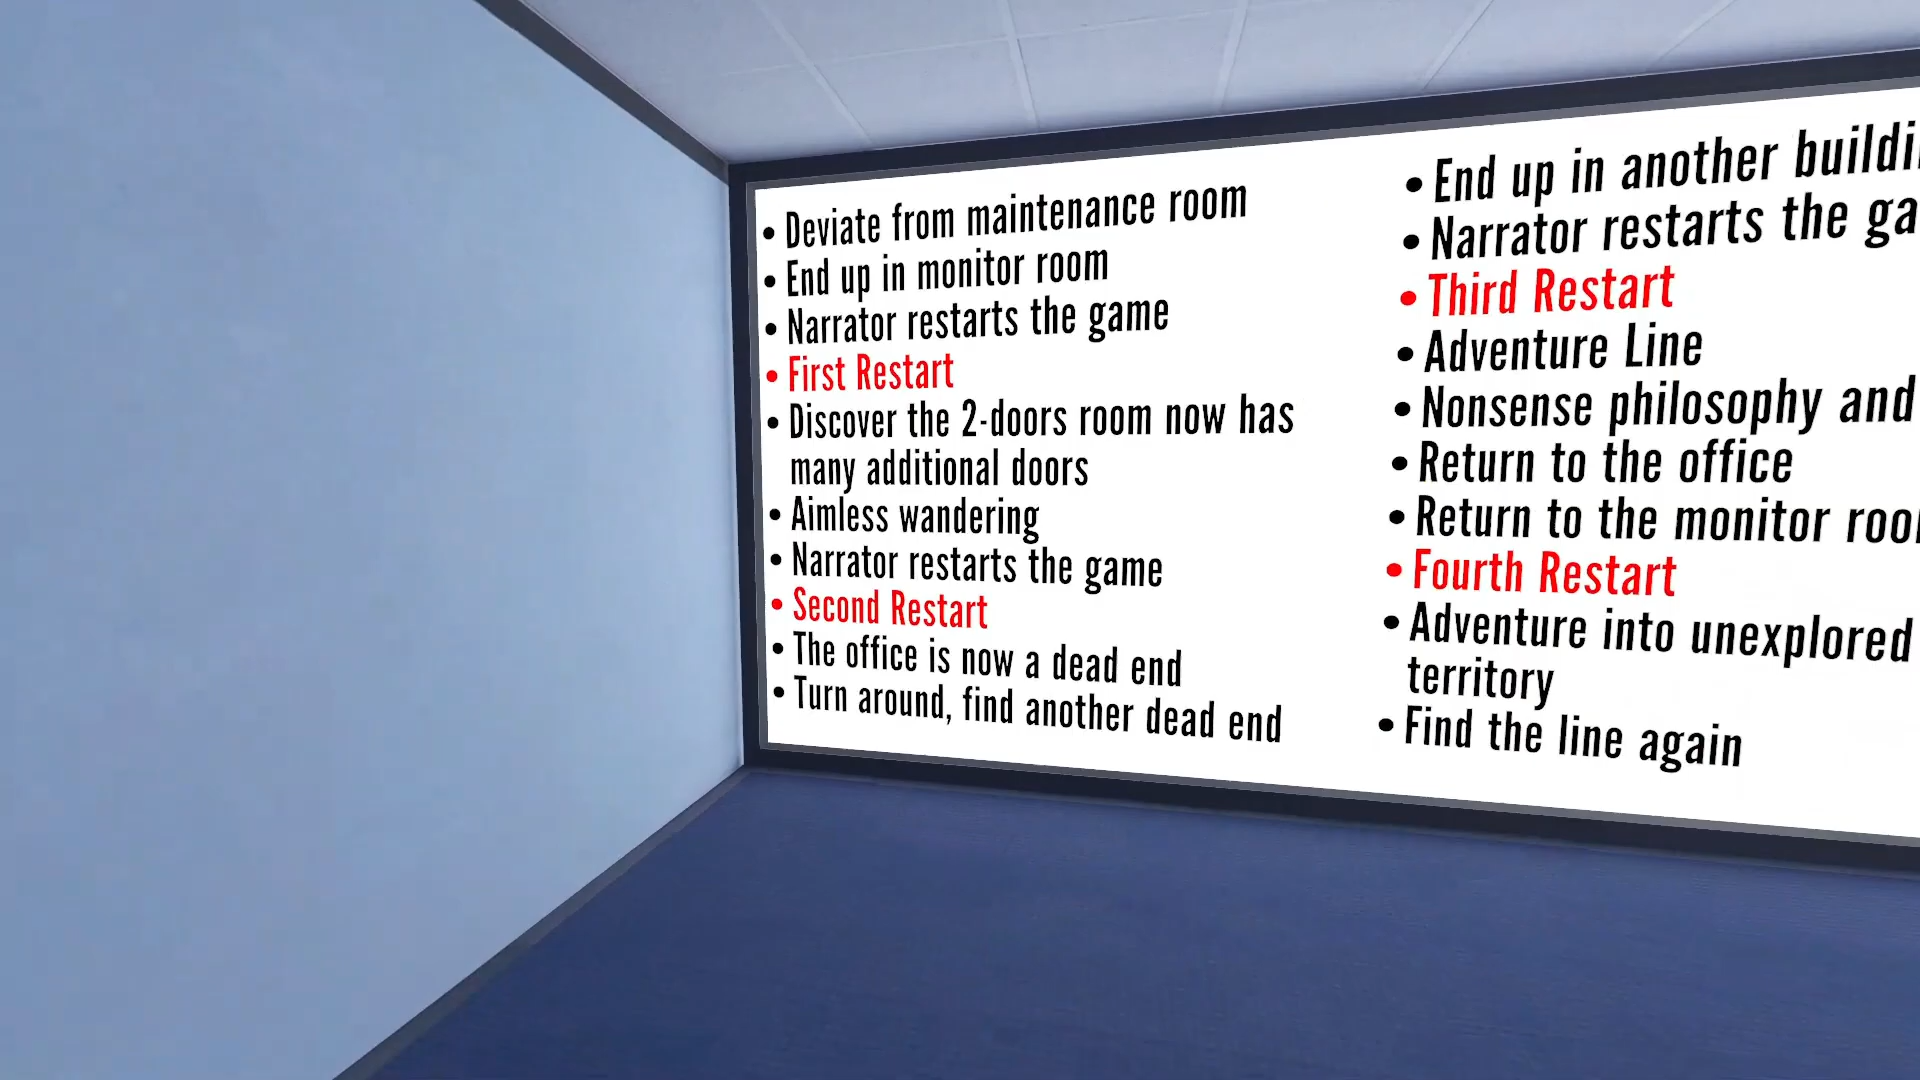 • Deviate from maintenance room
• End up in monitor room
• Narrator restarts the game
• First Restart
• Discover the 2-doors room now has
many additional doors
• Aimless wandering
• Narrator restarts the game
• Second Restart
• The office is now a dead end
• Turn around, find another dead end
• End up in another
• Narrator restarts the
• Third Restart
• Adventure Line
• Nonsense philosophy and
• Return to the office
• Return to the monitor
• Fourth Restart
• Adventure into unexplored
territory
• Find the line again